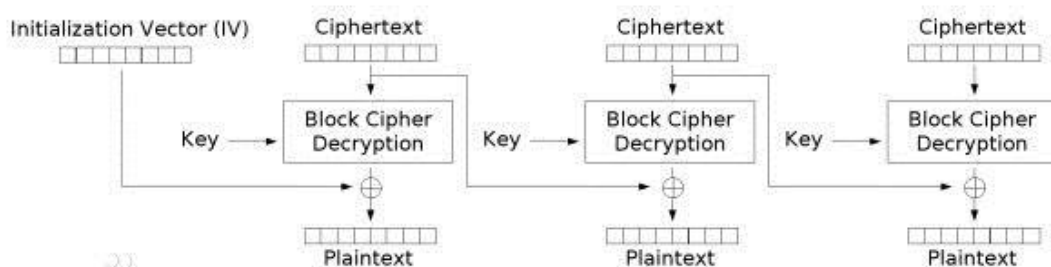 Initialization Vector (IV)
Ciphertext
Ciphertext
Ciphertext
Key
Block Cipher
Decryption
Key
Block Cipher
Decryption
Key
Block Cipher
Decryption
Plaintext
Plaintext
Plaintext